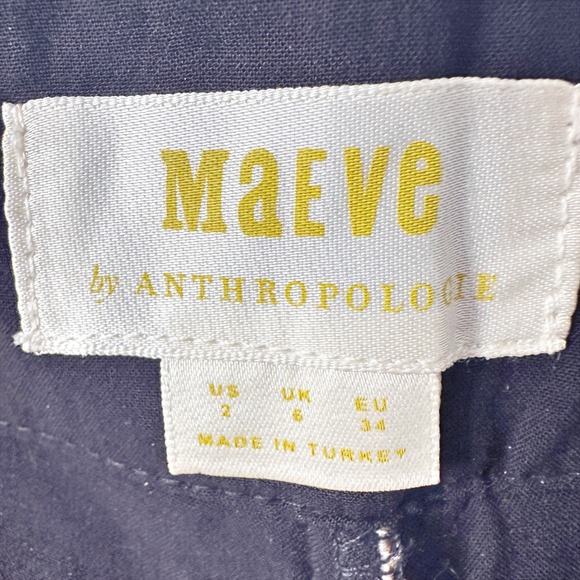 MaEve
by ANTHROPOLOGIE
US UK EU
2 6 34
MADE IN TURKEY